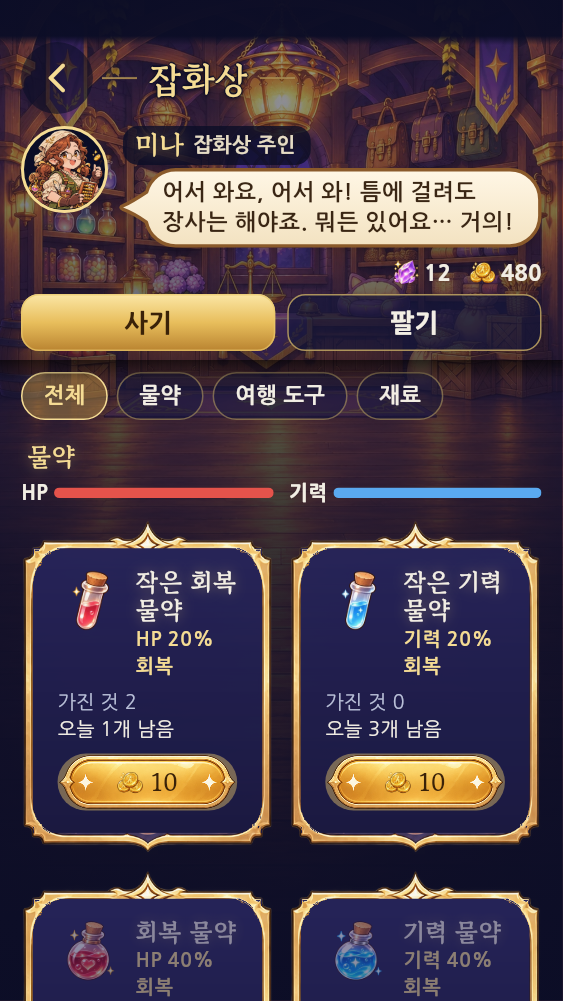 잡화상
미나 잡화상 주인
어서 와요, 어서 와! 틈에 걸려도
장사는 해야죠. 뭐든 있어요… 거의!
12 480
사기 팔기
전체 물약 여행 도구 재료
물약
HP 기력
작은 회복
물약
HP 20%
회복
가진 것 2
오늘 1개 남음
10
작은 기력
물약
기력 20%
회복
가진 것 0
오늘 3개 남음
10
회복 물약
HP 40%
회복
기력 물약
기력 40%
회복